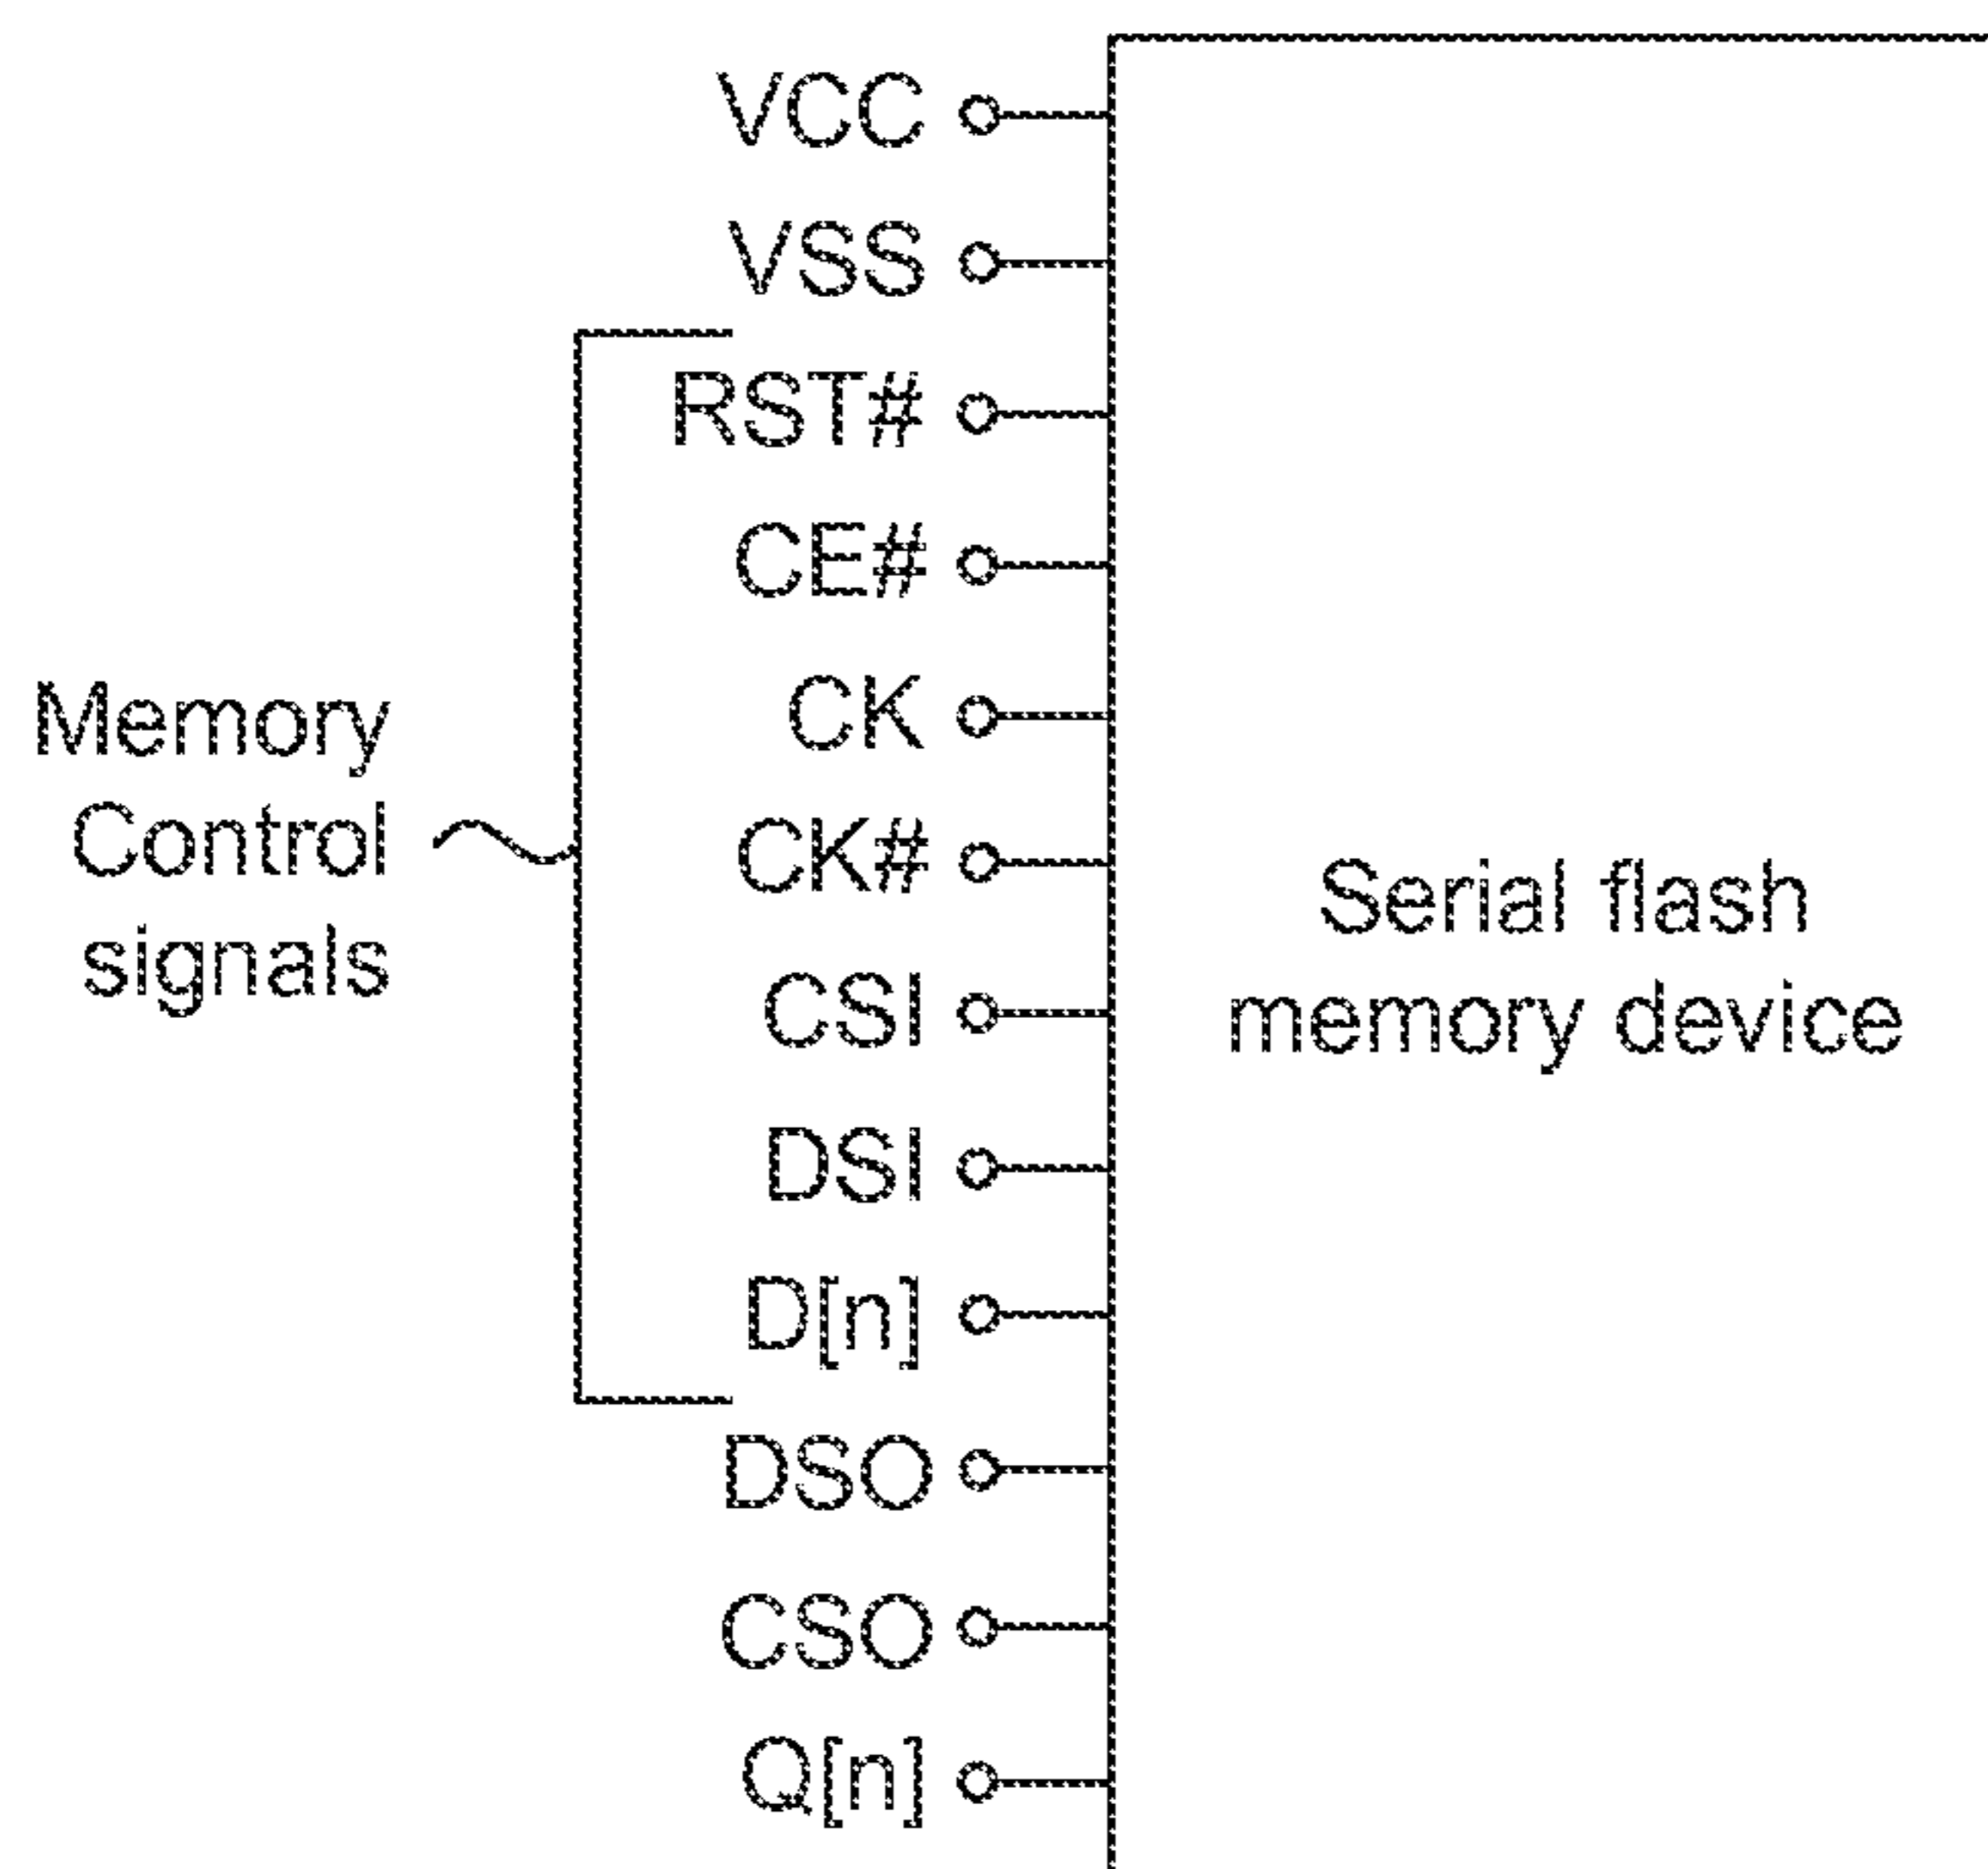 VCC
VSS
RST#
CE#
CK
CK#
CSI
DSI
D[n]
DSO
CSO
Q[n]
Memory
Control
signals
Serial flash
memory device